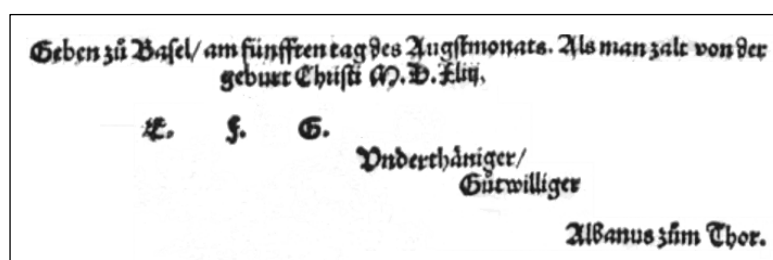 Geben zů Baſel/ am fünfften tag des Augſtmonats. Als man zalt von der
geburt Chriſti M. D. xliij.
E. F. G.
Vnderthäniger/
Gůtwilliger
Albanus zům Thor.